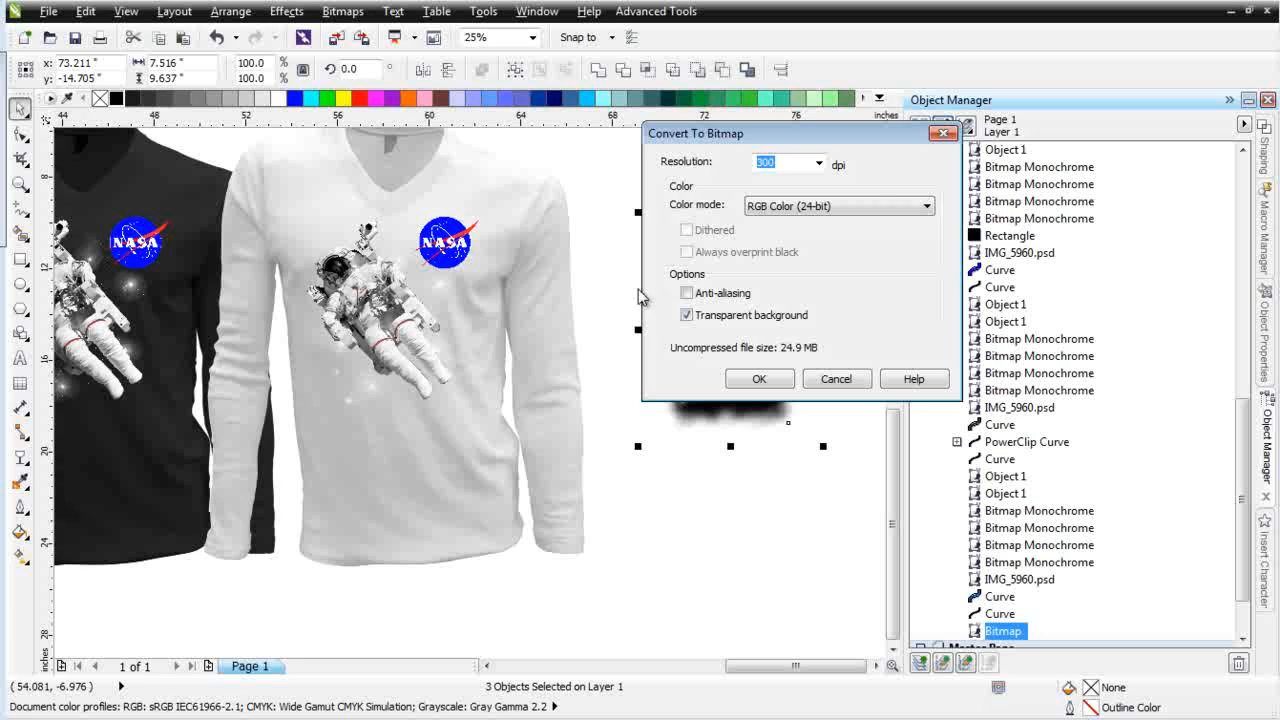 File Edit View Layout Arrange Effects Bitmaps Text Table Tools Window Help Advanced Tools
25% Snap to
x: 73.211 " 7.516 " 100.0 % 0.0 °
y: -14.705 " 9.637 " 100.0 %
44 48 52 56 60 64 68 72 76 inches
8
12
16
20
24
28
inches
NASA
NASA
Convert To Bitmap
Resolution: 300 dpi
Color
Color mode: RGB Color (24-bit)
Dithered
Always overprint black
Options
Anti-aliasing
Transparent background
Uncompressed file size: 24.9 MB
OK Cancel Help
Object Manager
Page 1
Layer 1
Object 1
Bitmap Monochrome
Bitmap Monochrome
Bitmap Monochrome
Bitmap Monochrome
Rectangle
IMG_5960.psd
Curve
Curve
Object 1
Object 1
Bitmap Monochrome
Bitmap Monochrome
Bitmap Monochrome
Bitmap Monochrome
IMG_5960.psd
Curve
PowerClip Curve
Curve
Object 1
Object 1
Bitmap Monochrome
Bitmap Monochrome
Bitmap Monochrome
Bitmap Monochrome
IMG_5960.psd
Curve
Curve
Bitmap
Master Page
Shaping
Macro Manager
Object Properties
Object Manager
Insert Character
1 of 1 Page 1
( 54.081, -6.976 ) 3 Objects Selected on Layer 1 None
Document color profiles: RGB: sRGB IEC61966-2.1; CMYK: Wide Gamut CMYK Simulation; Grayscale: Gray Gamma 2.2 Outline Color